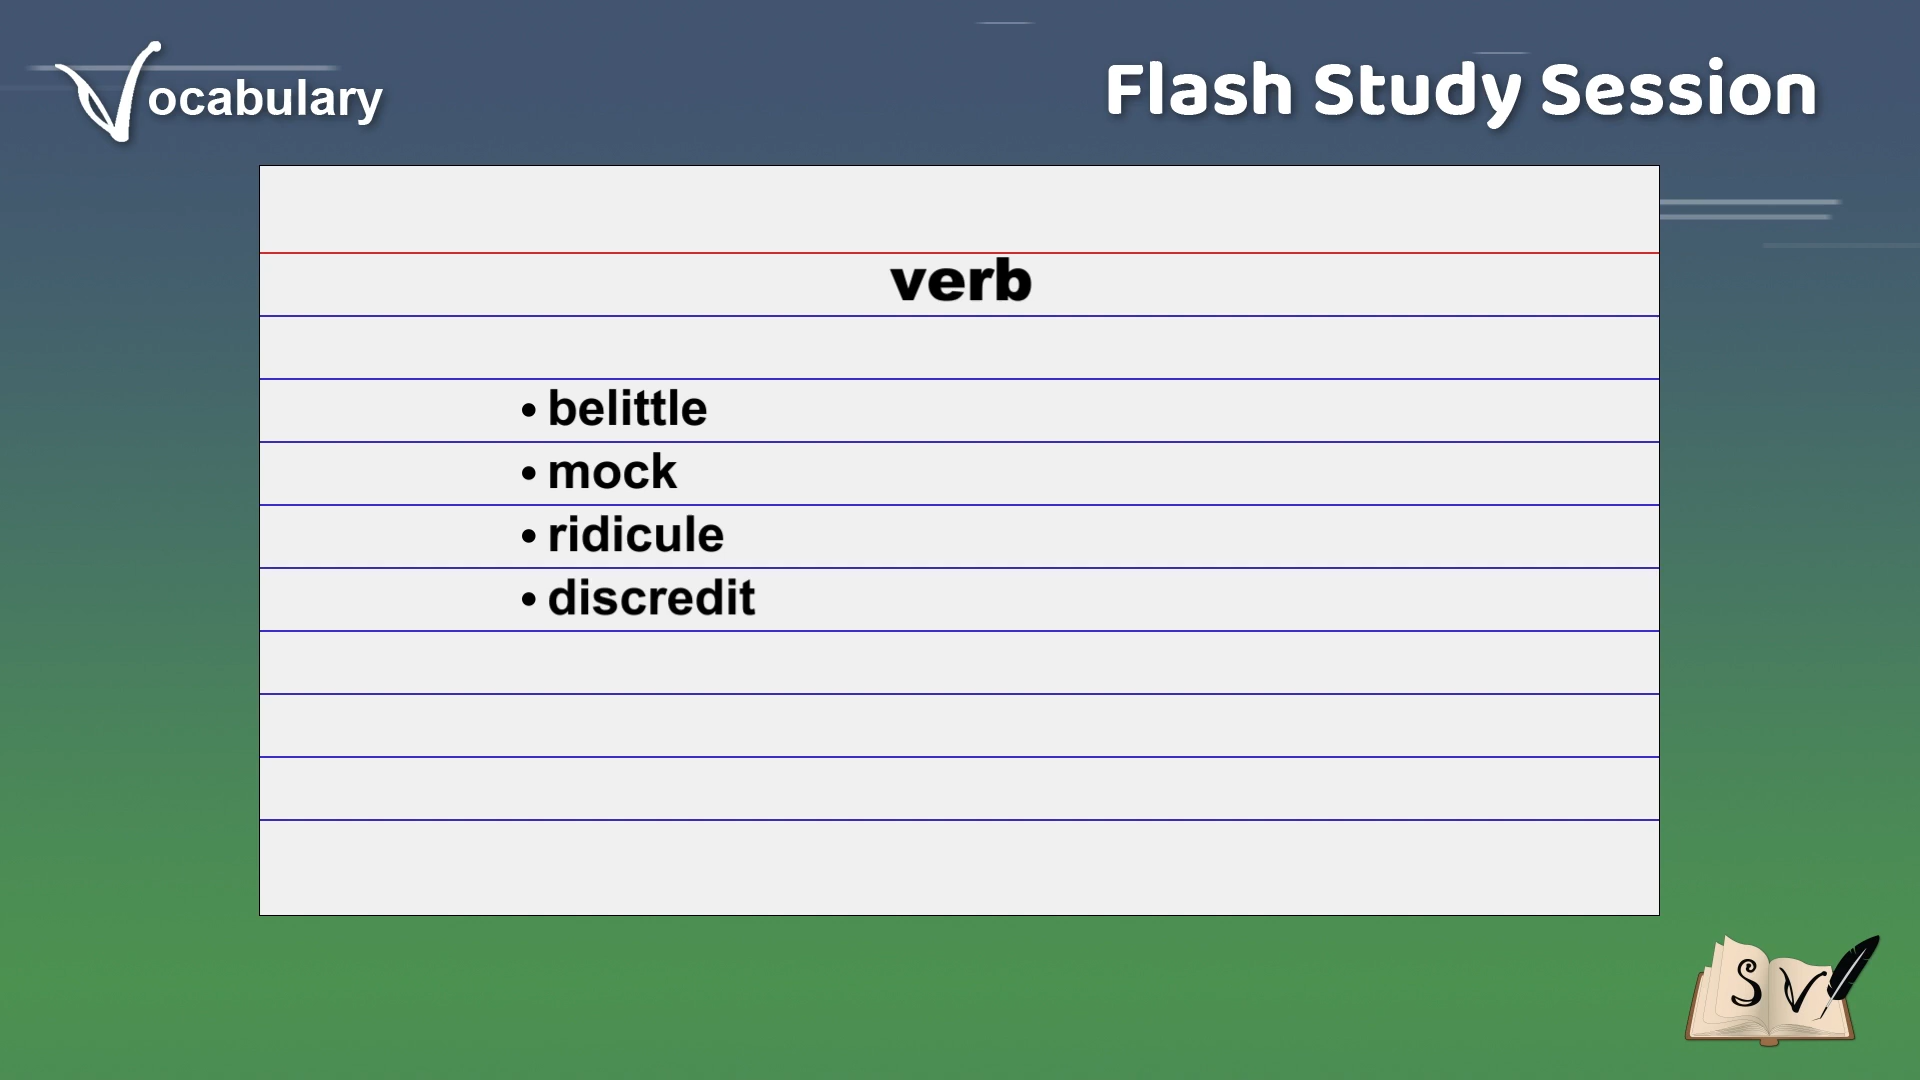 Vocabulary
Flash Study Session
verb
• belittle
• mock
• ridicule
• discredit
S V